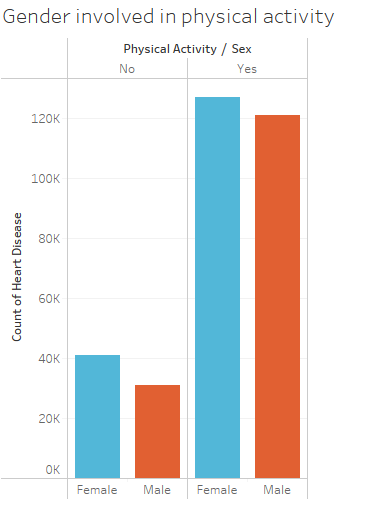 Gender involved in physical activity
Physical Activity / Sex
No Yes
120K
100K
80K
60K
40K
20K
0K
Count of Heart Disease
Female Male Female Male